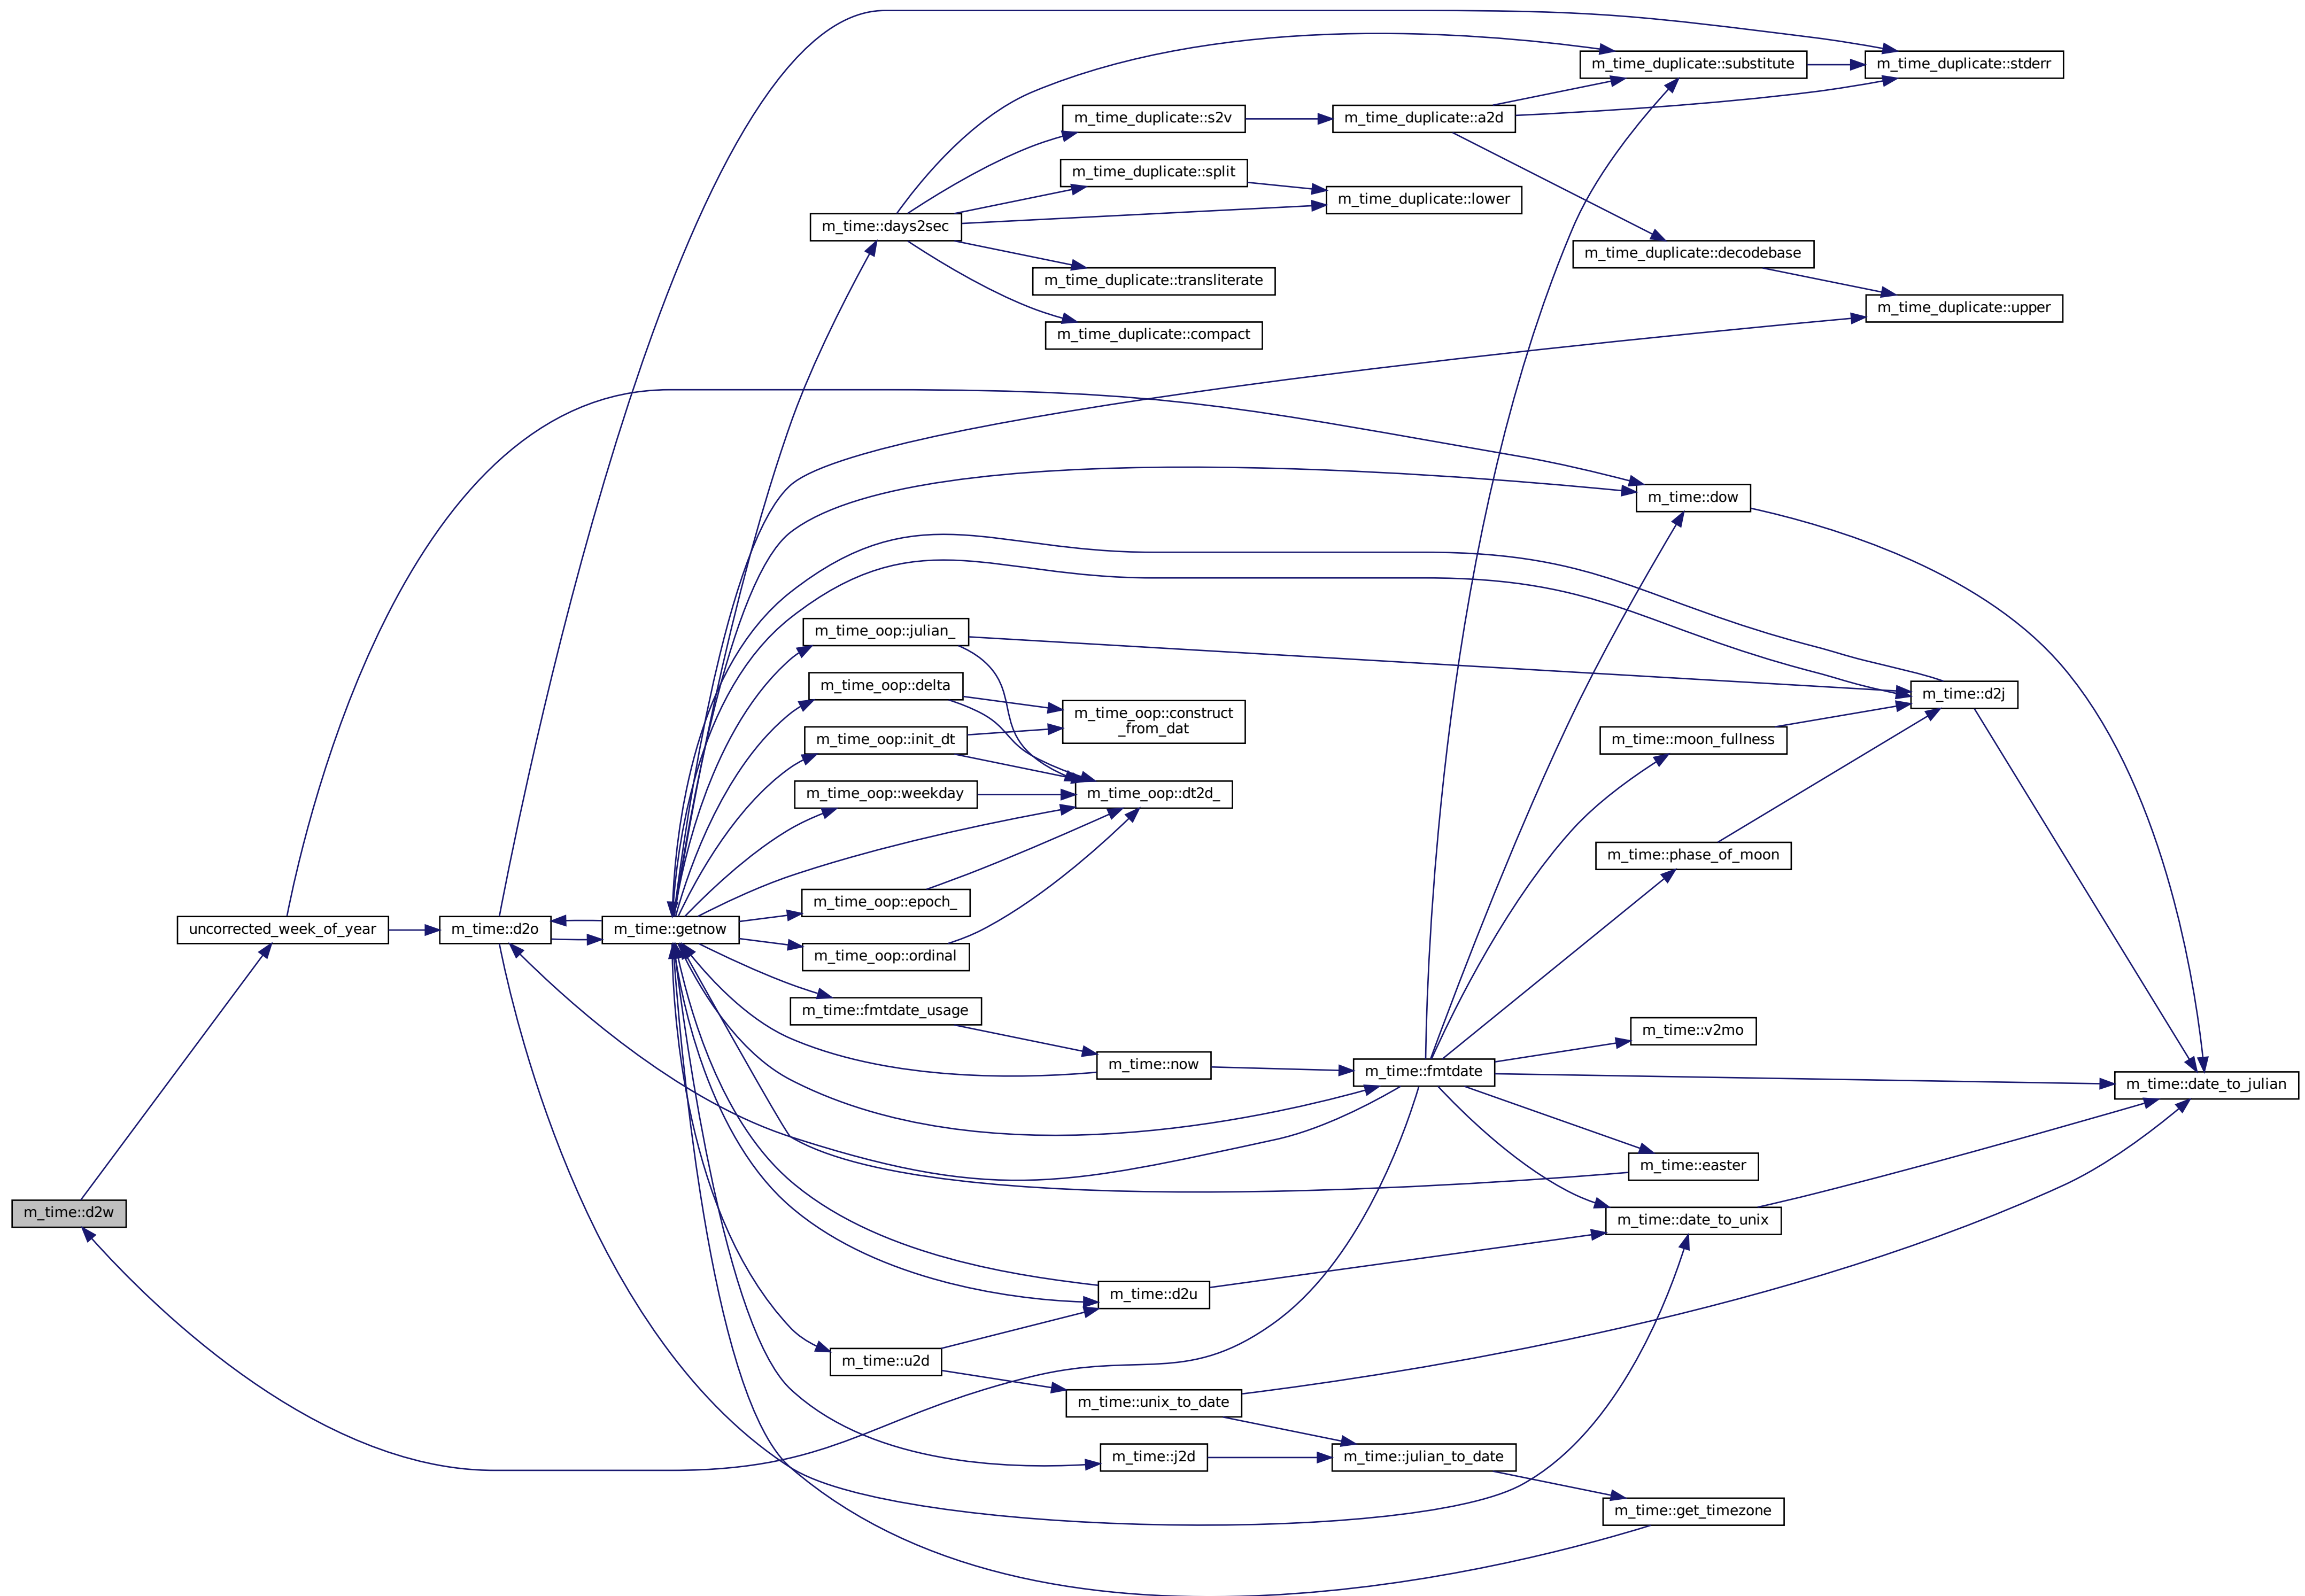 m_time_duplicate::substitute
m_time_duplicate::stderr
m_time_duplicate::s2v
m_time_duplicate::a2d
m_time_duplicate::split
m_time_duplicate::lower
m_time::days2sec
m_time_duplicate::decodebase
m_time_duplicate::transliterate
m_time_duplicate::upper
m_time_duplicate::compact
m_time::dow
m_time_oop::julian_
m_time_oop::delta
m_time::d2j
m_time_oop::construct
_from_dat
m_time_oop::init_dt
m_time::moon_fullness
m_time_oop::weekday
m_time_oop::dt2d_
m_time::phase_of_moon
m_time_oop::epoch_
uncorrected_week_of_year
m_time::d2o
m_time::getnow
m_time_oop::ordinal
m_time::fmtdate_usage
m_time::v2mo
m_time::now
m_time::fmtdate
m_time::date_to_julian
m_time::easter
m_time::d2w
m_time::date_to_unix
m_time::d2u
m_time::u2d
m_time::unix_to_date
m_time::j2d
m_time::julian_to_date
m_time::get_timezone